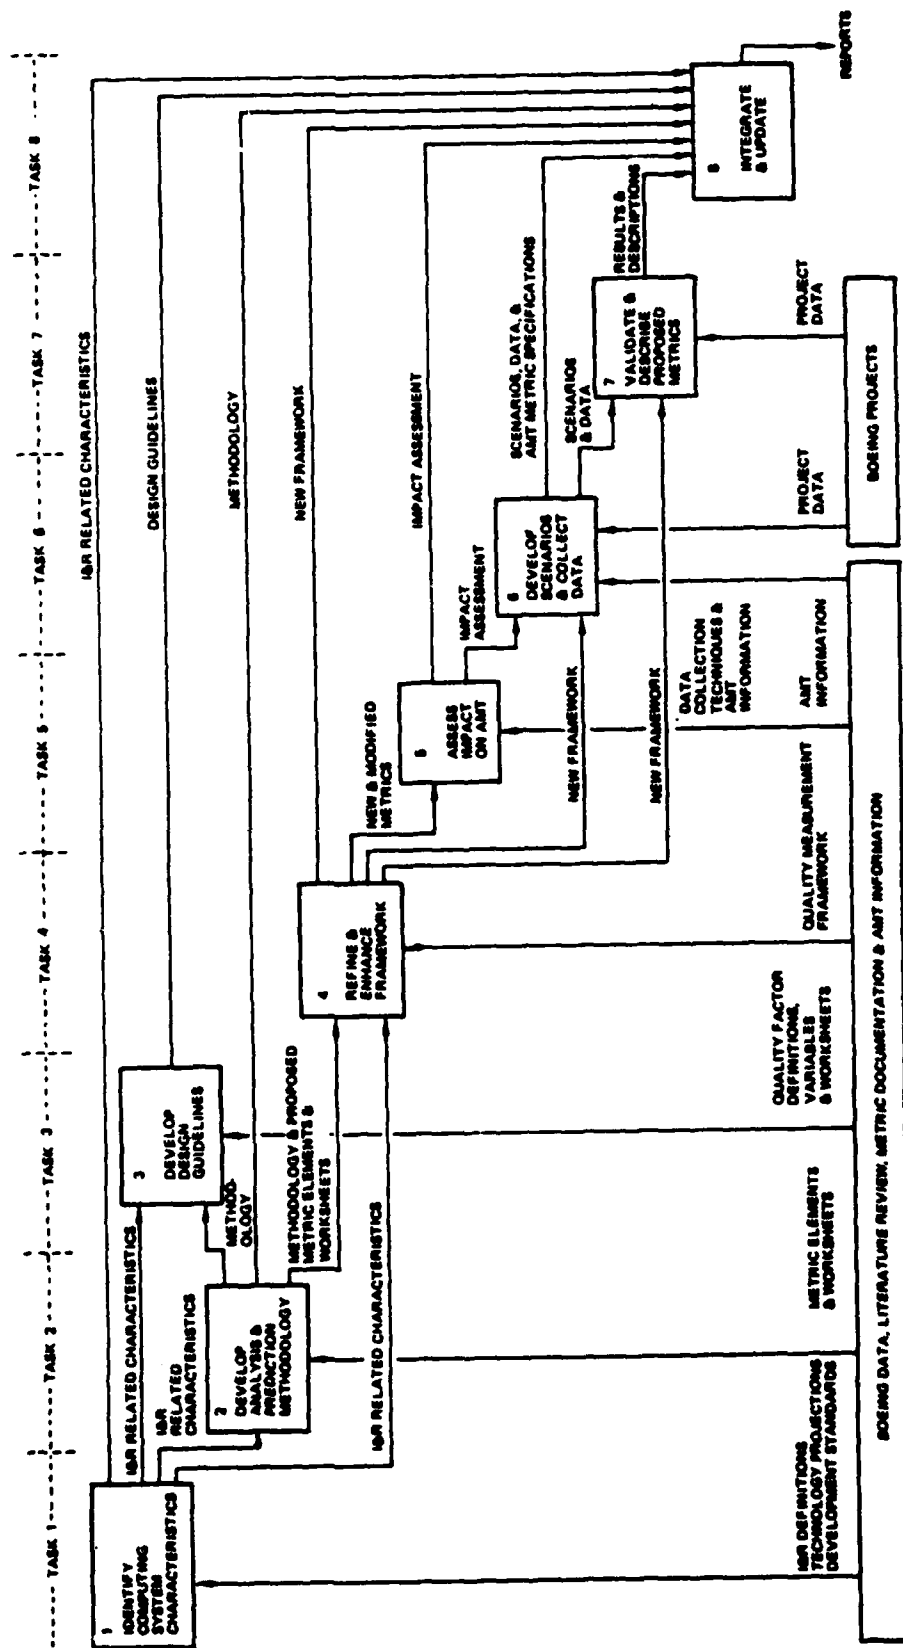 TASK 1
TASK 2
TASK 3
TASK 4
TASK 5
TASK 6
TASK 7
TASK 8
1
IDENTIFY
COMPUTING
SYSTEM
CHARACTERISTICS
I&R RELATED CHARACTERISTICS
I&R RELATED CHARACTERISTICS
I&R
RELATED
CHARACTERISTICS
I&R RELATED CHARACTERISTICS
2
DEVELOP
ANALYSIS &
PREDICTION
METHODOLOGY
METHOD-
OLOGY
METHODOLOGY
METHODOLOGY & PROPOSED
METRIC ELEMENTS &
WORKSHEETS
3
DEVELOP
DESIGN
GUIDELINES
DESIGN GUIDELINES
4
REFINE &
ENHANCE
FRAMEWORK
NEW FRAMEWORK
NEW & MODIFIED
METRICS
NEW FRAMEWORK
NEW FRAMEWORK
5
ASSESS
IMPACT
ON AMT
IMPACT ASSESSMENT
IMPACT
ASSESSMENT
6
DEVELOP
SCENARIOS
& COLLECT
DATA
SCENARIOS, DATA, &
AMT METRIC SPECIFICATIONS
SCENARIOS
& DATA
7
VALIDATE &
DESCRIBE
PROPOSED
METRICS
RESULTS &
DESCRIPTIONS
8
INTEGRATE
& UPDATE
REPORTS
I&R DEFINITIONS
TECHNOLOGY PROJECTIONS
DEVELOPMENT STANDARDS
METRIC ELEMENTS
& WORKSHEETS
QUALITY FACTOR
DEFINITIONS,
VARIABLES
& WORKSHEETS
QUALITY MEASUREMENT
FRAMEWORK
DATA
COLLECTION
TECHNIQUES &
AMT
INFORMATION
AMT
INFORMATION
PROJECT
DATA
PROJECT
DATA
BOEING DATA, LITERATURE REVIEW, METRIC DOCUMENTATION & AMT INFORMATION
BOEING PROJECTS